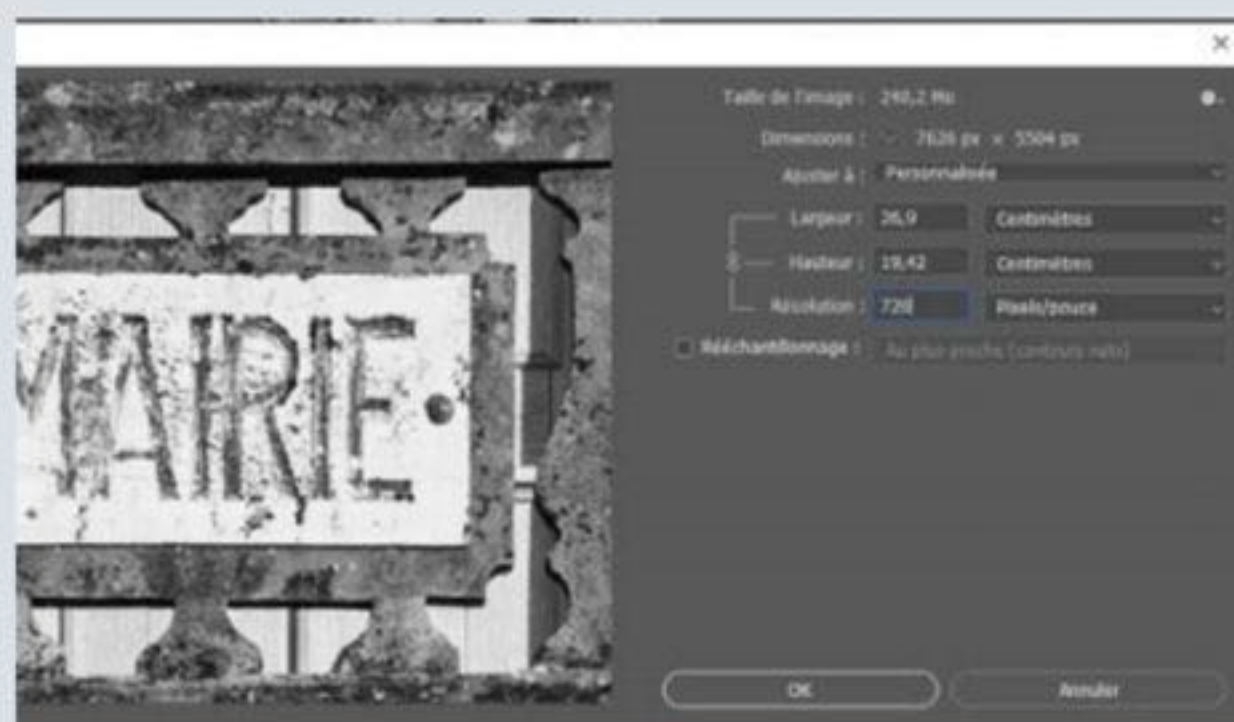 MAIRIE
Taille de l'image : 240,2 Mo
Dimensions : 7626 px × 5504 px
Ajuster à : Personnalisée
Largeur : 26,9 Centimètres
Hauteur : 19,42 Centimètres
Résolution : 720 Pixels/pouce
Rééchantillonnage : Au plus proche (contours nets)
OK Annuler